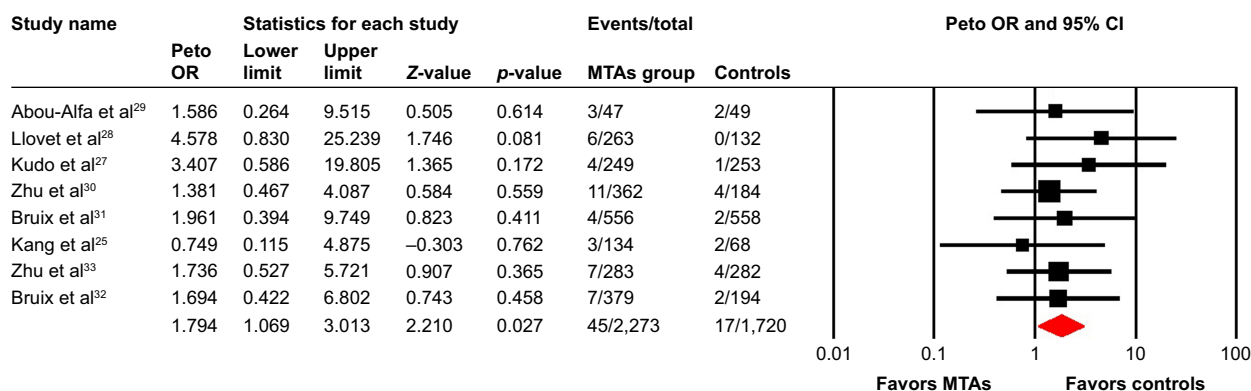 Study name Statistics for each study Events/total Peto OR and 95% CI
Peto OR Lower limit Upper limit Z-value p-value MTAs group Controls
Abou-Alfa et al29 1.586 0.264 9.515 0.505 0.614 3/47 2/49
Llovet et al28 4.578 0.830 25.239 1.746 0.081 6/263 0/132
Kudo et al27 3.407 0.586 19.805 1.365 0.172 4/249 1/253
Zhu et al30 1.381 0.467 4.087 0.584 0.559 11/362 4/184
Bruix et al31 1.961 0.394 9.749 0.823 0.411 4/556 2/558
Kang et al25 0.749 0.115 4.875 –0.303 0.762 3/134 2/68
Zhu et al33 1.736 0.527 5.721 0.907 0.365 7/283 4/282
Bruix et al32 1.694 0.422 6.802 0.743 0.458 7/379 2/194
1.794 1.069 3.013 2.210 0.027 45/2,273 17/1,720
0.01 0.1 1 10 100
Favors MTAs Favors controls